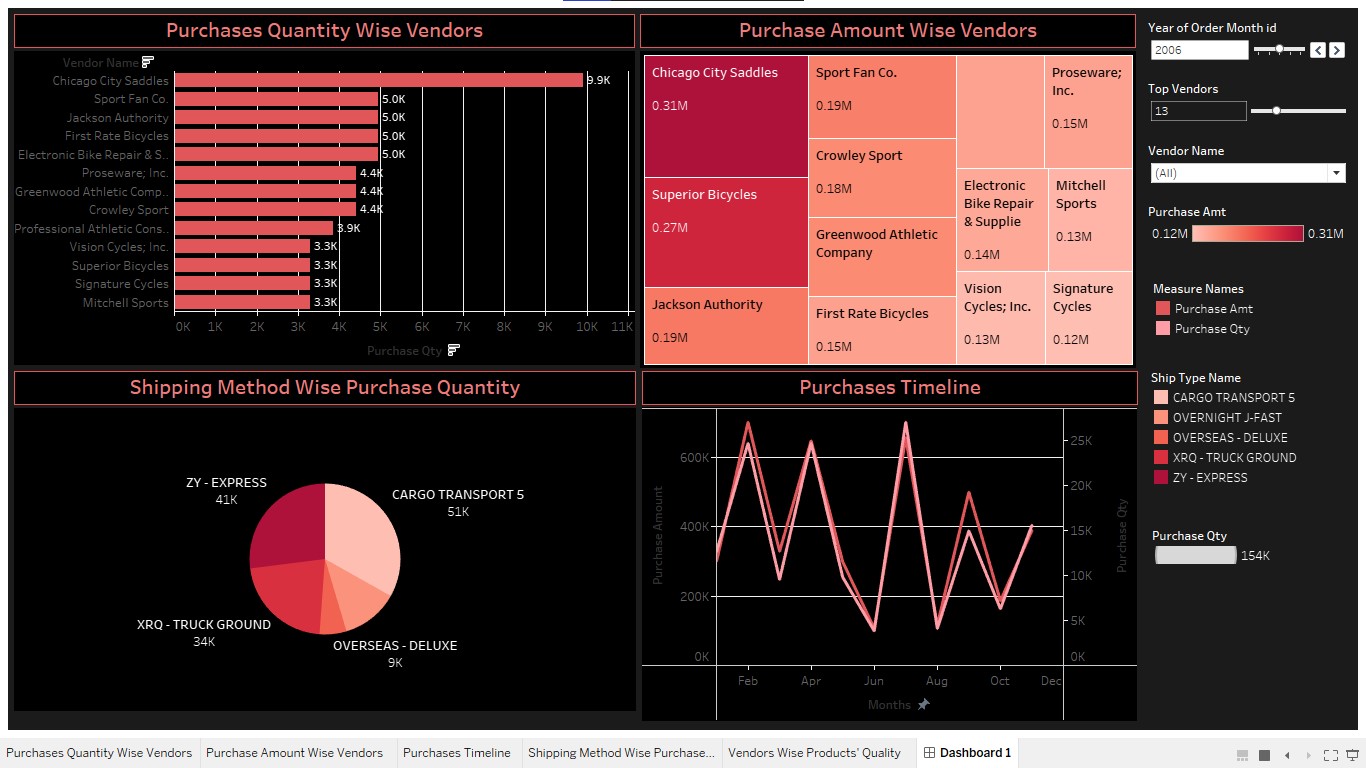 Purchases Quantity Wise Vendors
Vendor Name
Chicago City Saddles 9.9K
Sport Fan Co. 5.0K
Jackson Authority 5.0K
First Rate Bicycles 5.0K
Electronic Bike Repair & S.. 5.0K
Proseware; Inc. 4.4K
Greenwood Athletic Comp.. 4.4K
Crowley Sport 4.4K
Professional Athletic Cons.. 3.9K
Vision Cycles; Inc. 3.3K
Superior Bicycles 3.3K
Signature Cycles 3.3K
Mitchell Sports 3.3K
0K 1K 2K 3K 4K 5K 6K 7K 8K 9K 10K 11K
Purchase Qty
Purchase Amount Wise Vendors
Chicago City Saddles
0.31M
Superior Bicycles
0.27M
Jackson Authority
0.19M
Sport Fan Co.
0.19M
Crowley Sport
0.18M
Greenwood Athletic
Company
First Rate Bicycles
0.15M
Proseware;
Inc.
0.15M
Electronic
Bike Repair
& Supplie
0.14M
Mitchell
Sports
0.13M
Vision
Cycles; Inc.
0.13M
Signature
Cycles
0.12M
Shipping Method Wise Purchase Quantity
ZY - EXPRESS
41K
CARGO TRANSPORT 5
51K
XRQ - TRUCK GROUND
34K
OVERSEAS - DELUXE
9K
Purchases Timeline
Purchase Amount
600K
400K
200K
0K
25K
20K
15K
10K
5K
0K
Purchase Qty
Feb Apr Jun Aug Oct Dec
Months
Year of Order Month id
2006
Top Vendors
13
Vendor Name
(All)
Purchase Amt
0.12M 0.31M
Measure Names
Purchase Amt
Purchase Qty
Ship Type Name
CARGO TRANSPORT 5
OVERNIGHT J-FAST
OVERSEAS - DELUXE
XRQ - TRUCK GROUND
ZY - EXPRESS
Purchase Qty
154K
Purchases Quantity Wise Vendors Purchase Amount Wise Vendors Purchases Timeline Shipping Method Wise Purchase... Vendors Wise Products' Quality Dashboard 1